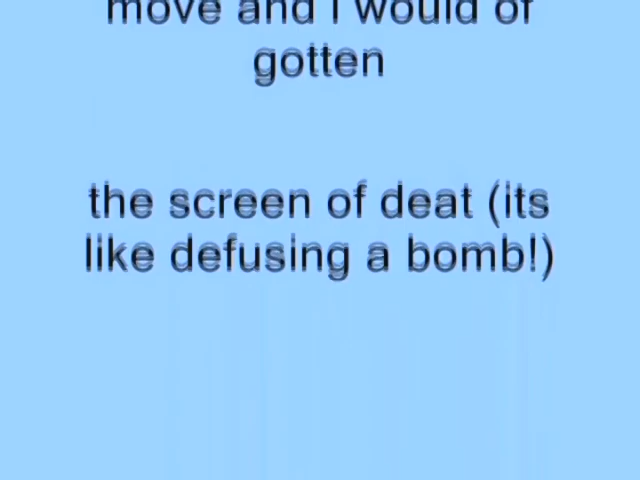 move and i would of
gotten
the screen of deat (its
like defusing a bomb!)